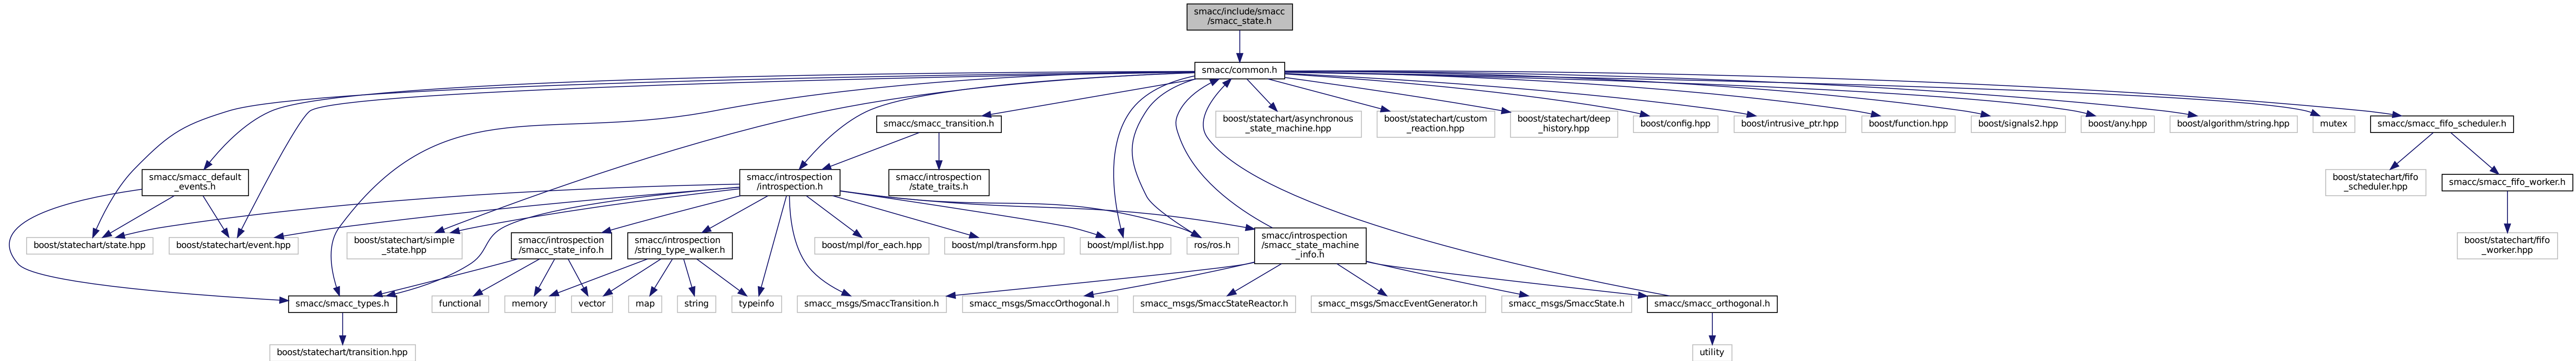 smacc/include/smacc
/smacc_state.h
smacc/common.h
smacc/smacc_transition.h
boost/statechart/asynchronous
_state_machine.hpp
boost/statechart/custom
_reaction.hpp
boost/statechart/deep
_history.hpp
boost/config.hpp
boost/intrusive_ptr.hpp
boost/function.hpp
boost/signals2.hpp
boost/any.hpp
boost/algorithm/string.hpp
mutex
smacc/smacc_fifo_scheduler.h
smacc/smacc_default
_events.h
smacc/introspection
/introspection.h
smacc/introspection
/state_traits.h
boost/statechart/fifo
_scheduler.hpp
smacc/smacc_fifo_worker.h
boost/statechart/state.hpp
boost/statechart/event.hpp
boost/statechart/simple
_state.hpp
smacc/introspection
/smacc_state_info.h
smacc/introspection
/string_type_walker.h
boost/mpl/for_each.hpp
boost/mpl/transform.hpp
boost/mpl/list.hpp
ros/ros.h
smacc/introspection
/smacc_state_machine
_info.h
boost/statechart/fifo
_worker.hpp
smacc/smacc_types.h
functional
memory
vector
map
string
typeinfo
smacc_msgs/SmaccTransition.h
smacc_msgs/SmaccOrthogonal.h
smacc_msgs/SmaccStateReactor.h
smacc_msgs/SmaccEventGenerator.h
smacc_msgs/SmaccState.h
smacc/smacc_orthogonal.h
boost/statechart/transition.hpp
utility